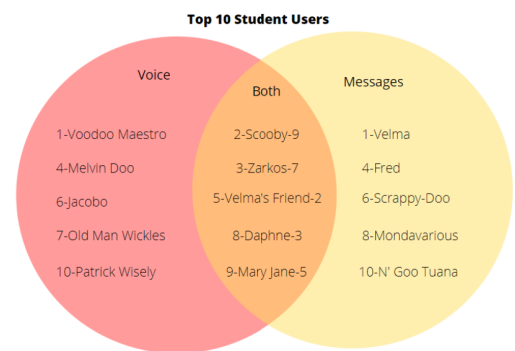 Top 10 Student Users
Voice
1-Voodoo Maestro
4-Melvin Doo
6-Jacobo
7-Old Man Wickles
10-Patrick Wisely
Both
2-Scooby-9
3-Zarkos-7
5-Velma's Friend-2
8-Daphne-3
9-Mary Jane-5
Messages
1-Velma
4-Fred
6-Scrappy-Doo
8-Mondavarious
10-N' Goo Tuana